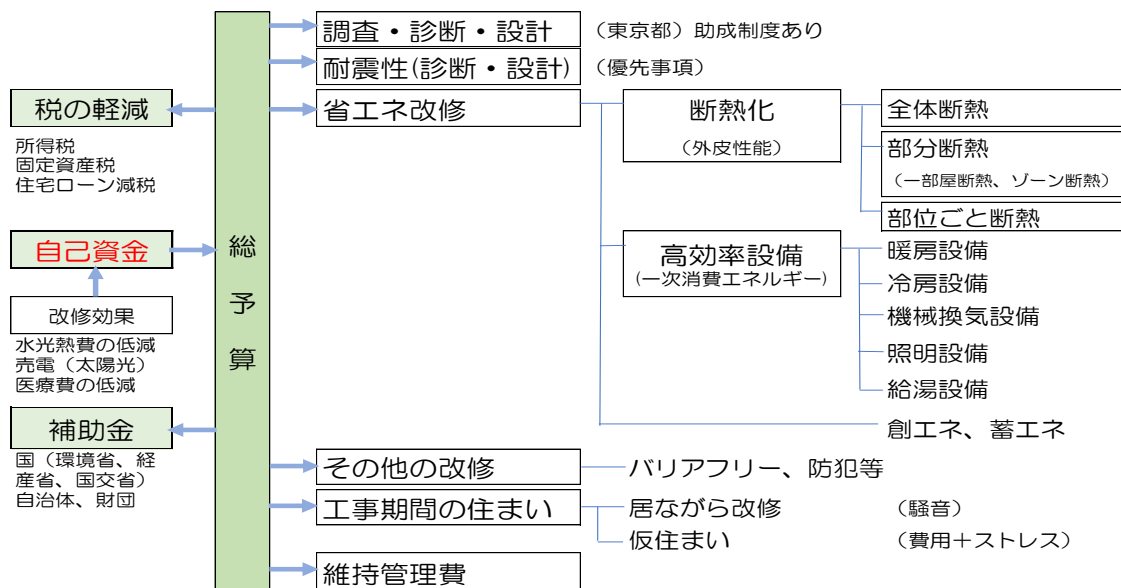 調査・診断・設計
（東京都）助成制度あり
耐震性(診断・設計)
（優先事項）
税の軽減
所得税
固定資産税
住宅ローン減税
省エネ改修
断熱化
（外皮性能）
全体断熱
部分断熱
（一部屋断熱、ゾーン断熱）
部位ごと断熱
自己資金
改修効果
水光熱費の低減
売電（太陽光）
医療費の低減
総予算
高効率設備
(一次消費エネルギー)
暖房設備
冷房設備
機械換気設備
照明設備
給湯設備
創エネ、蓄エネ
補助金
国（環境省、経
産省、国交省）
自治体、財団
その他の改修
バリアフリー、防犯等
工事期間の住まい
居ながら改修
（騒音）
仮住まい
（費用＋ストレス）
維持管理費